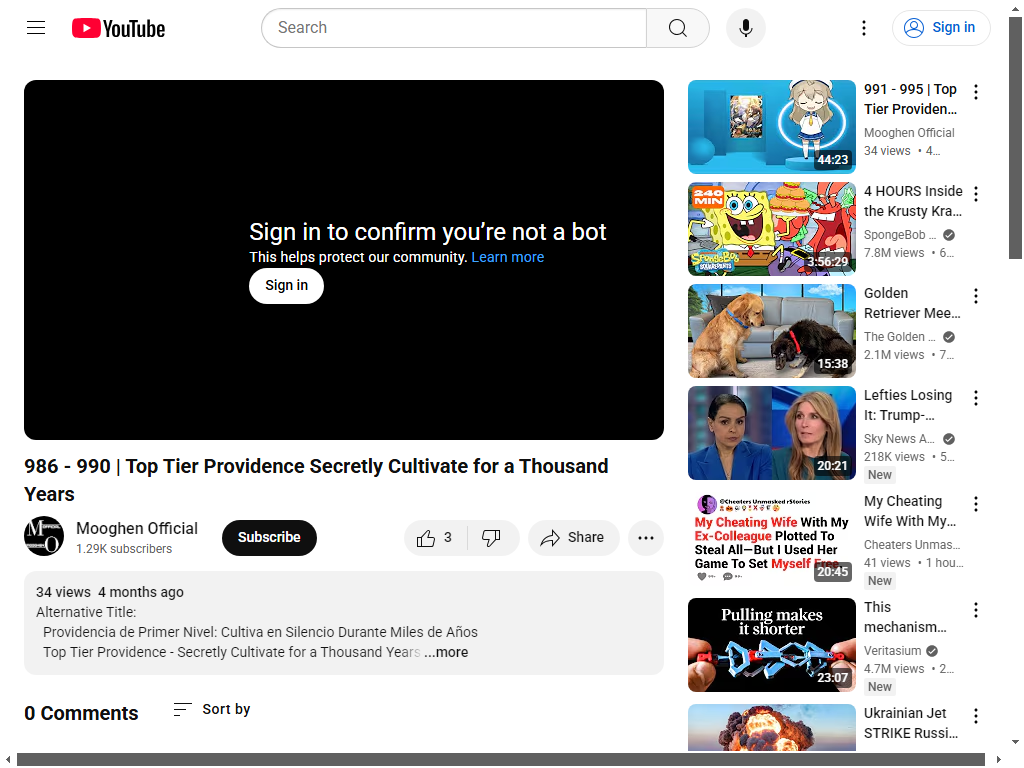 YouTube
Search
Sign in
Sign in to confirm you're not a bot
This helps protect our community. Learn more
Sign in
986 - 990 | Top Tier Providence Secretly Cultivate for a Thousand
Years
Mooghen Official
1.29K subscribers
Subscribe
3
Share
34 views 4 months ago
Alternative Title:
Providencia de Primer Nivel: Cultiva en Silencio Durante Miles de Años
Top Tier Providence - Secretly Cultivate for a Thousand Years ...more
0 Comments
Sort by
44:23
991 - 995 | Top
Tier Providen...
Mooghen Official
34 views • 4...
240
MIN
SPONGEBOB
SQUAREPANTS
3:56:29
4 HOURS Inside
the Krusty Kra...
SpongeBob ...
7.8M views • 6...
15:38
Golden
Retriever Mee...
The Golden ...
2.1M views • 7...
20:21
Lefties Losing
It: Trump-...
Sky News A...
218K views • 5...
New
@Cheaters Unmasked rStories
My Cheating Wife With My
Ex-Colleague Plotted To
Steal All—But I Used Her
Game To Set Myself Free.
20:45
My Cheating
Wife With My...
Cheaters Unmas...
41 views • 1 hou...
New
Pulling makes
it shorter
23:07
This
mechanism...
Veritasium
4.7M views • 2...
New
Ukrainian Jet
STRIKE Russi...